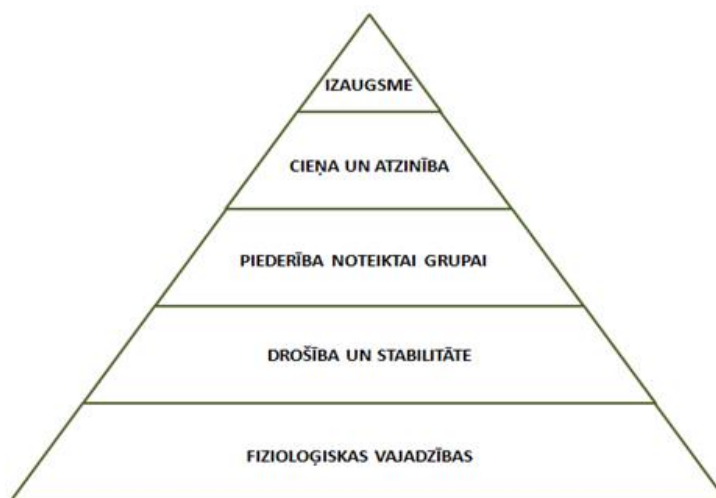 IZAUGSME
CIEŅA UN ATZINĪBA
PIEDERĪBA NOTEIKTAI GRUPAI
DROŠĪBA UN STABILITĀTE
FIZIOLOĢISKAS VAJADZĪBAS